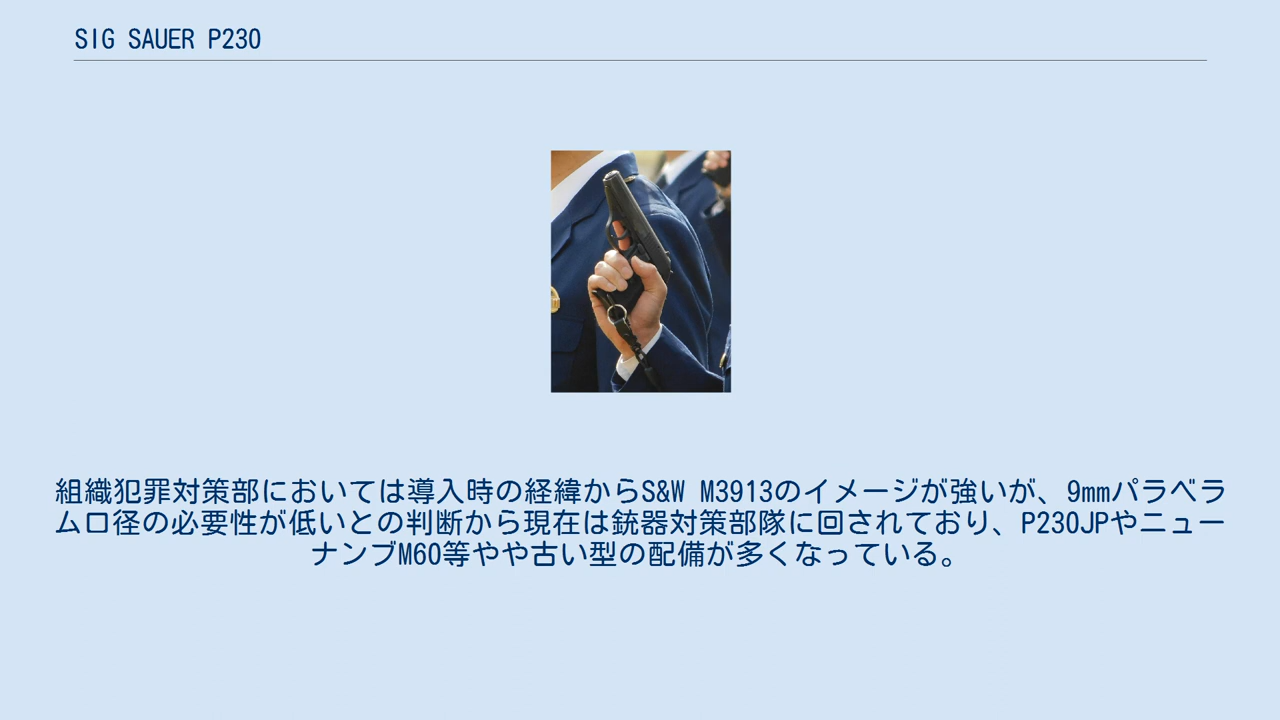 SIG SAUER P230
組織犯罪対策部においては導入時の経緯からS&W M3913のイメージが強いが、9mmパラベラ
ム口径の必要性が低いとの判断から現在は銃器対策部隊に回されており、P230JPやニュー
ナンブM60等やや古い型の配備が多くなっている。